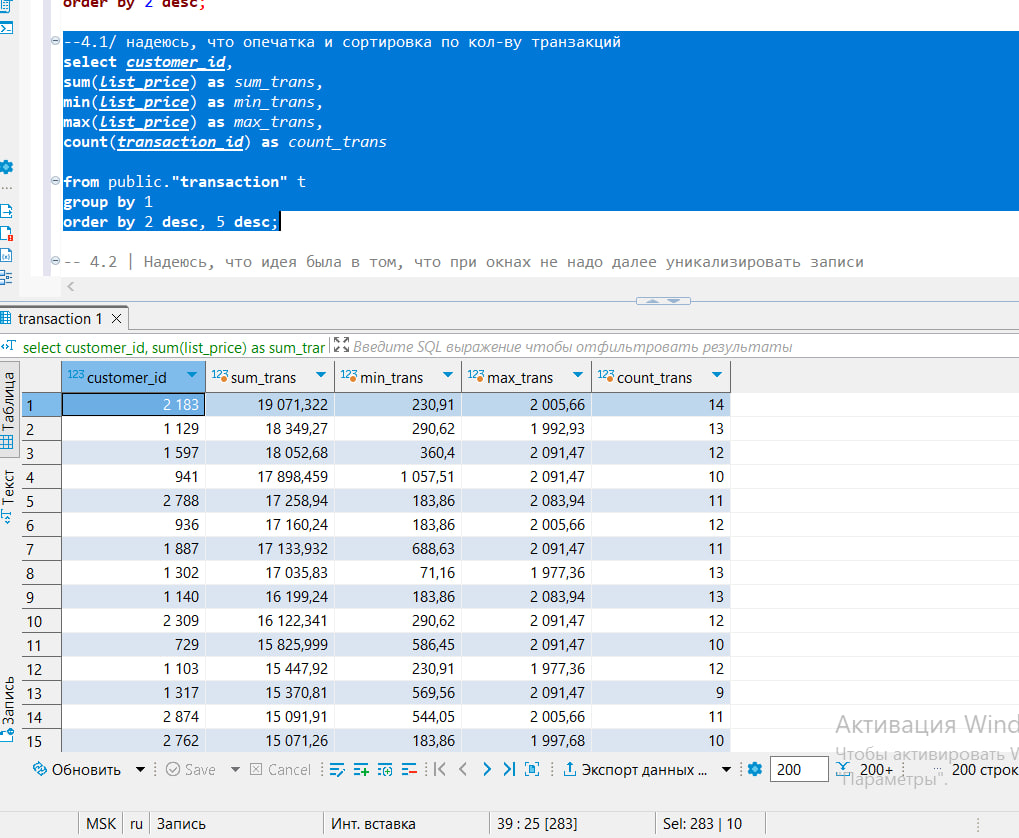 order by 2 desc;
--4.1/ надеюсь, что опечатка и сортировка по кол-ву транзакций
select customer_id,
sum(list_price) as sum_trans,
min(list_price) as min_trans,
max(list_price) as max_trans,
count(transaction_id) as count_trans
from public."transaction" t
group by 1
order by 2 desc, 5 desc;
-- 4.2 | Надеюсь, что идея была в том, что при окнах не надо далее уникализировать записи
transaction 1
select customer_id, sum(list_price) as sum_trar Введите SQL выражение чтобы отфильтровать результаты
Таблица
Текст
Запись
123 customer_id 123 sum_trans 123 min_trans 123 max_trans 123 count_trans
1 2 183 19 071,322 230,91 2 005,66 14
2 1 129 18 349,27 290,62 1 992,93 13
3 1 597 18 052,68 360,4 2 091,47 12
4 941 17 898,459 1 057,51 2 091,47 10
5 2 788 17 258,94 183,86 2 083,94 11
6 936 17 160,24 183,86 2 005,66 12
7 1 887 17 133,932 688,63 2 091,47 11
8 1 302 17 035,83 71,16 1 977,36 13
9 1 140 16 199,24 183,86 2 083,94 13
10 2 309 16 122,341 290,62 2 091,47 12
11 729 15 825,999 586,45 2 091,47 10
12 1 103 15 447,92 230,91 1 977,36 12
13 1 317 15 370,81 569,56 2 091,47 9
14 2 874 15 091,91 544,05 2 005,66 11
15 2 762 15 071,26 183,86 1 997,68 10
Активация Wind
Чтобы активировать W
"Параметры".
Обновить Save Cancel Экспорт данных ... 200 200+ 200 строк
MSK ru Запись Инт. вставка 39 : 25 [283] Sel: 283 | 10